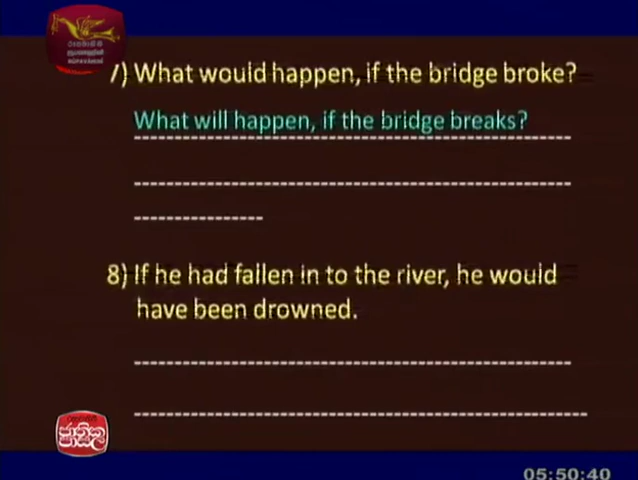 7) What would happen, if the bridge broke?
What will happen, if the bridge breaks?
8) If he had fallen in to the river, he would
have been drowned.
05:50:40